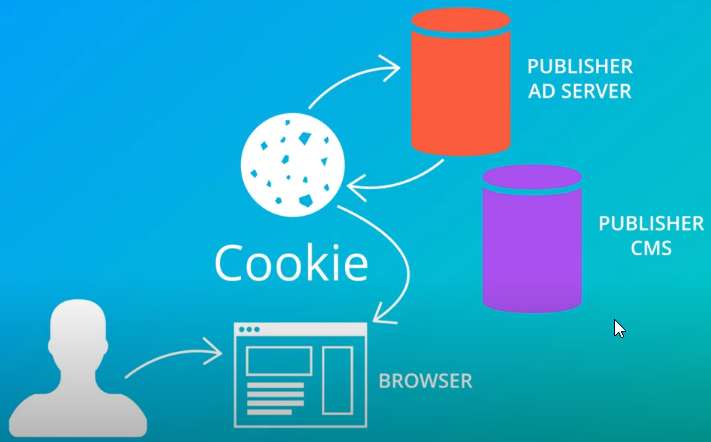 PUBLISHER
AD SERVER
PUBLISHER
CMS
Cookie
BROWSER